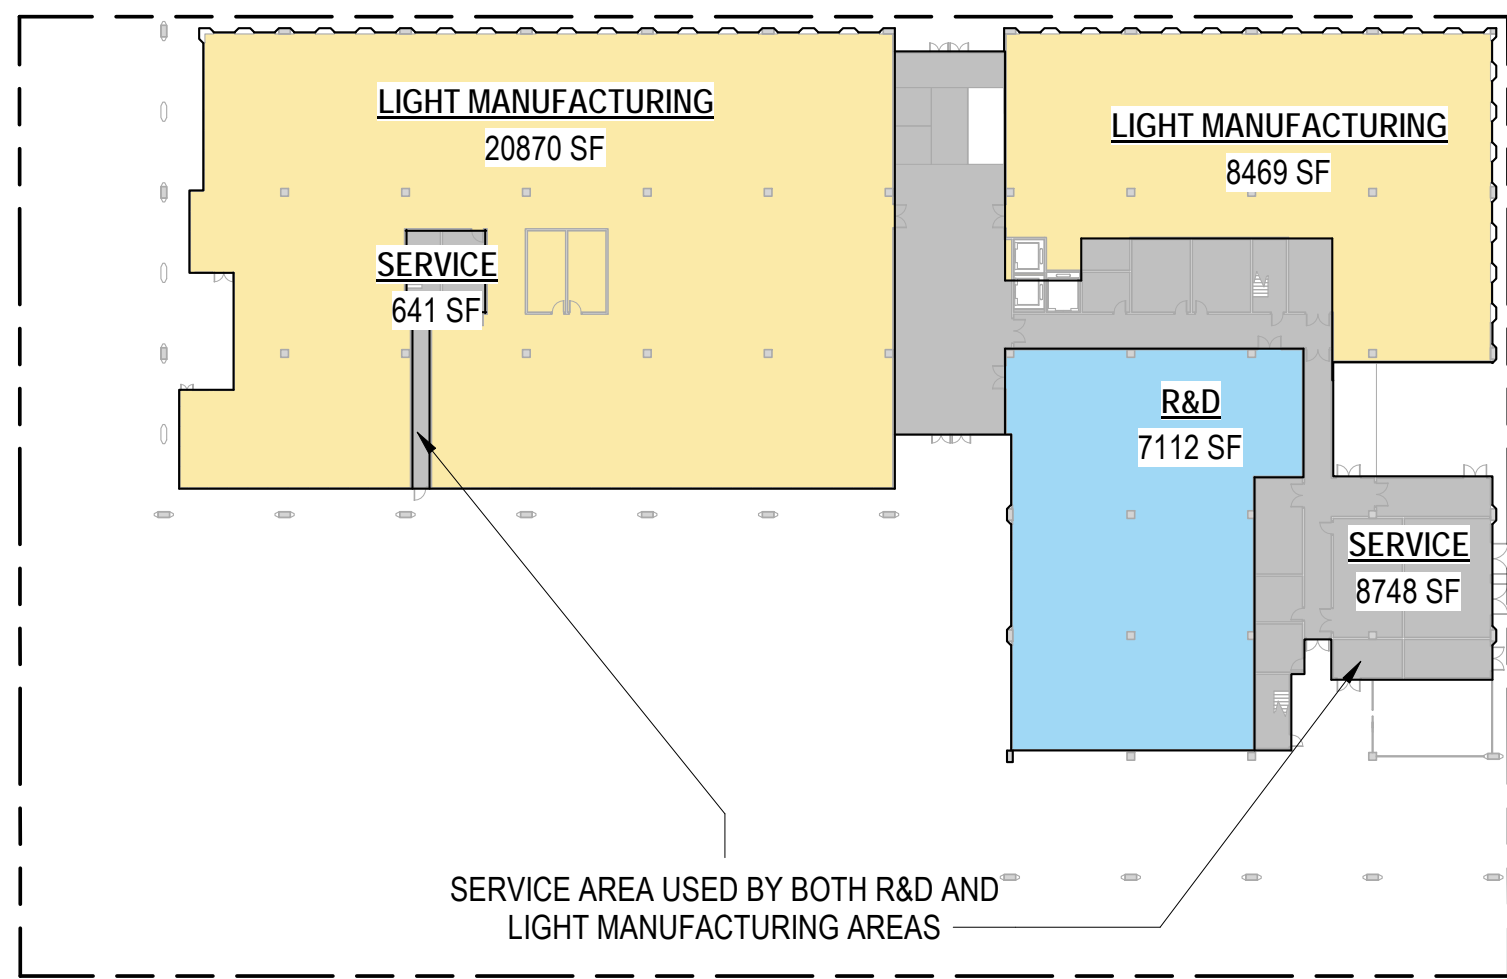 LIGHT MANUFACTURING
20870 SF
LIGHT MANUFACTURING
8469 SF
SERVICE
641 SF
R&D
7112 SF
SERVICE
8748 SF
SERVICE AREA USED BY BOTH R&D AND
LIGHT MANUFACTURING AREAS